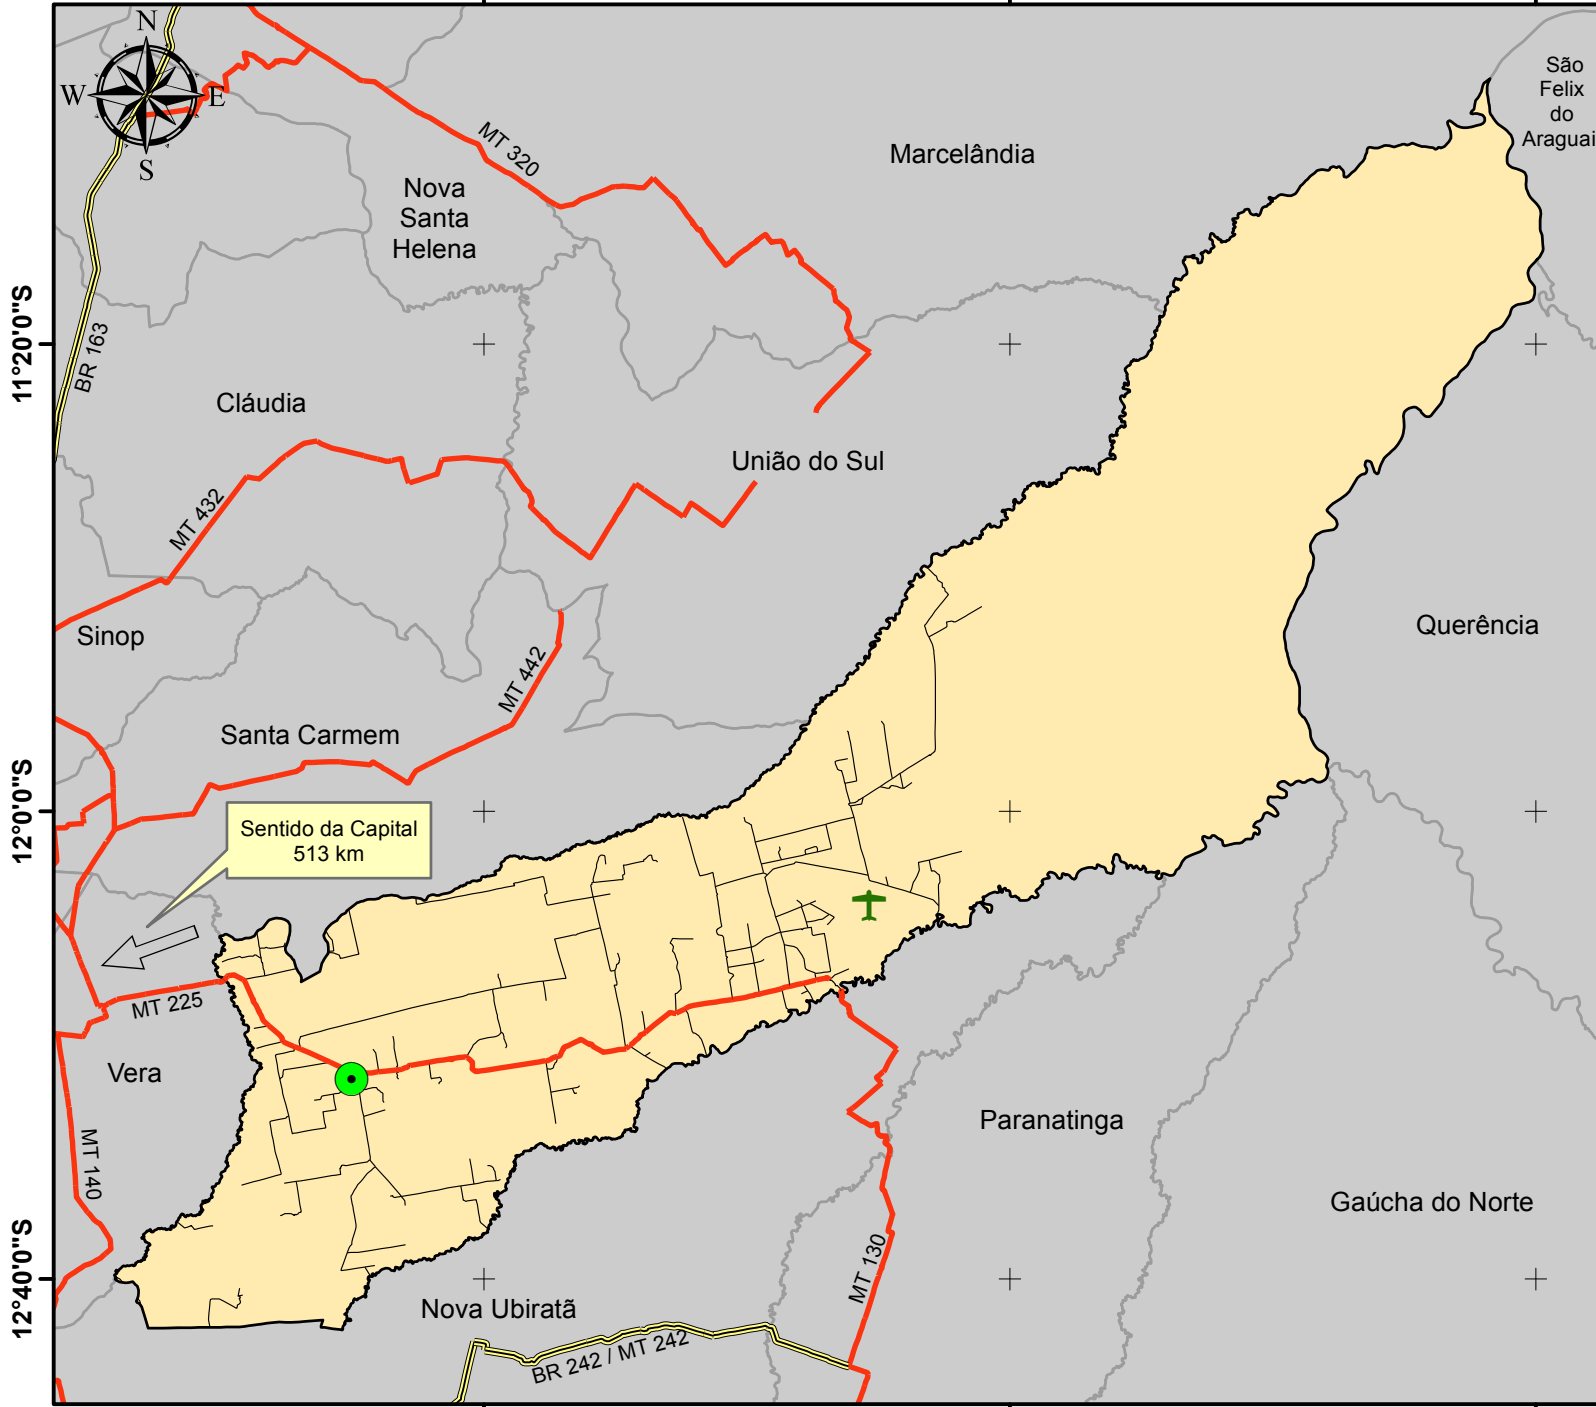 N
W
E
S
São
Felix
do
Araguai
MT 320
Marcelândia
Nova
Santa
Helena
11°20'0"S
BR 163
Cláudia
União do Sul
MT 432
Sinop
Querência
MT 442
Santa Carmem
12°0'0"S
Sentido da Capital
513 km
MT 225
Vera
Paranatinga
MT 140
Gaúcha do Norte
12°40'0"S
MT 130
Nova Ubiratã
BR 242 / MT 242